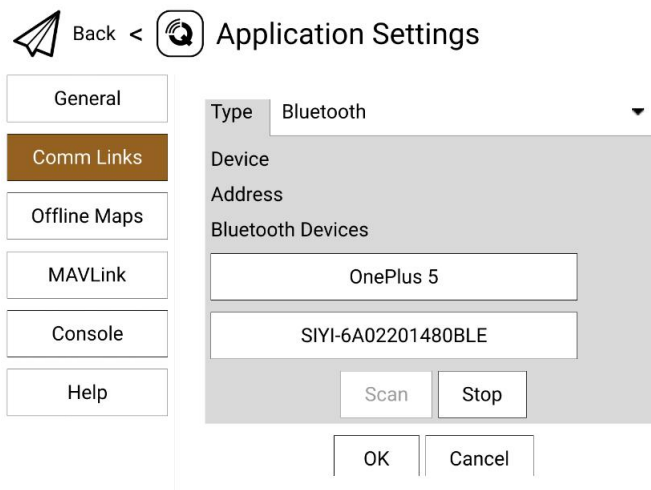 Back < Application Settings
General
Comm Links
Offline Maps
MAVLink
Console
Help
Type Bluetooth
Device
Address
Bluetooth Devices
OnePlus 5
SIYI-6A02201480BLE
Scan Stop
OK Cancel